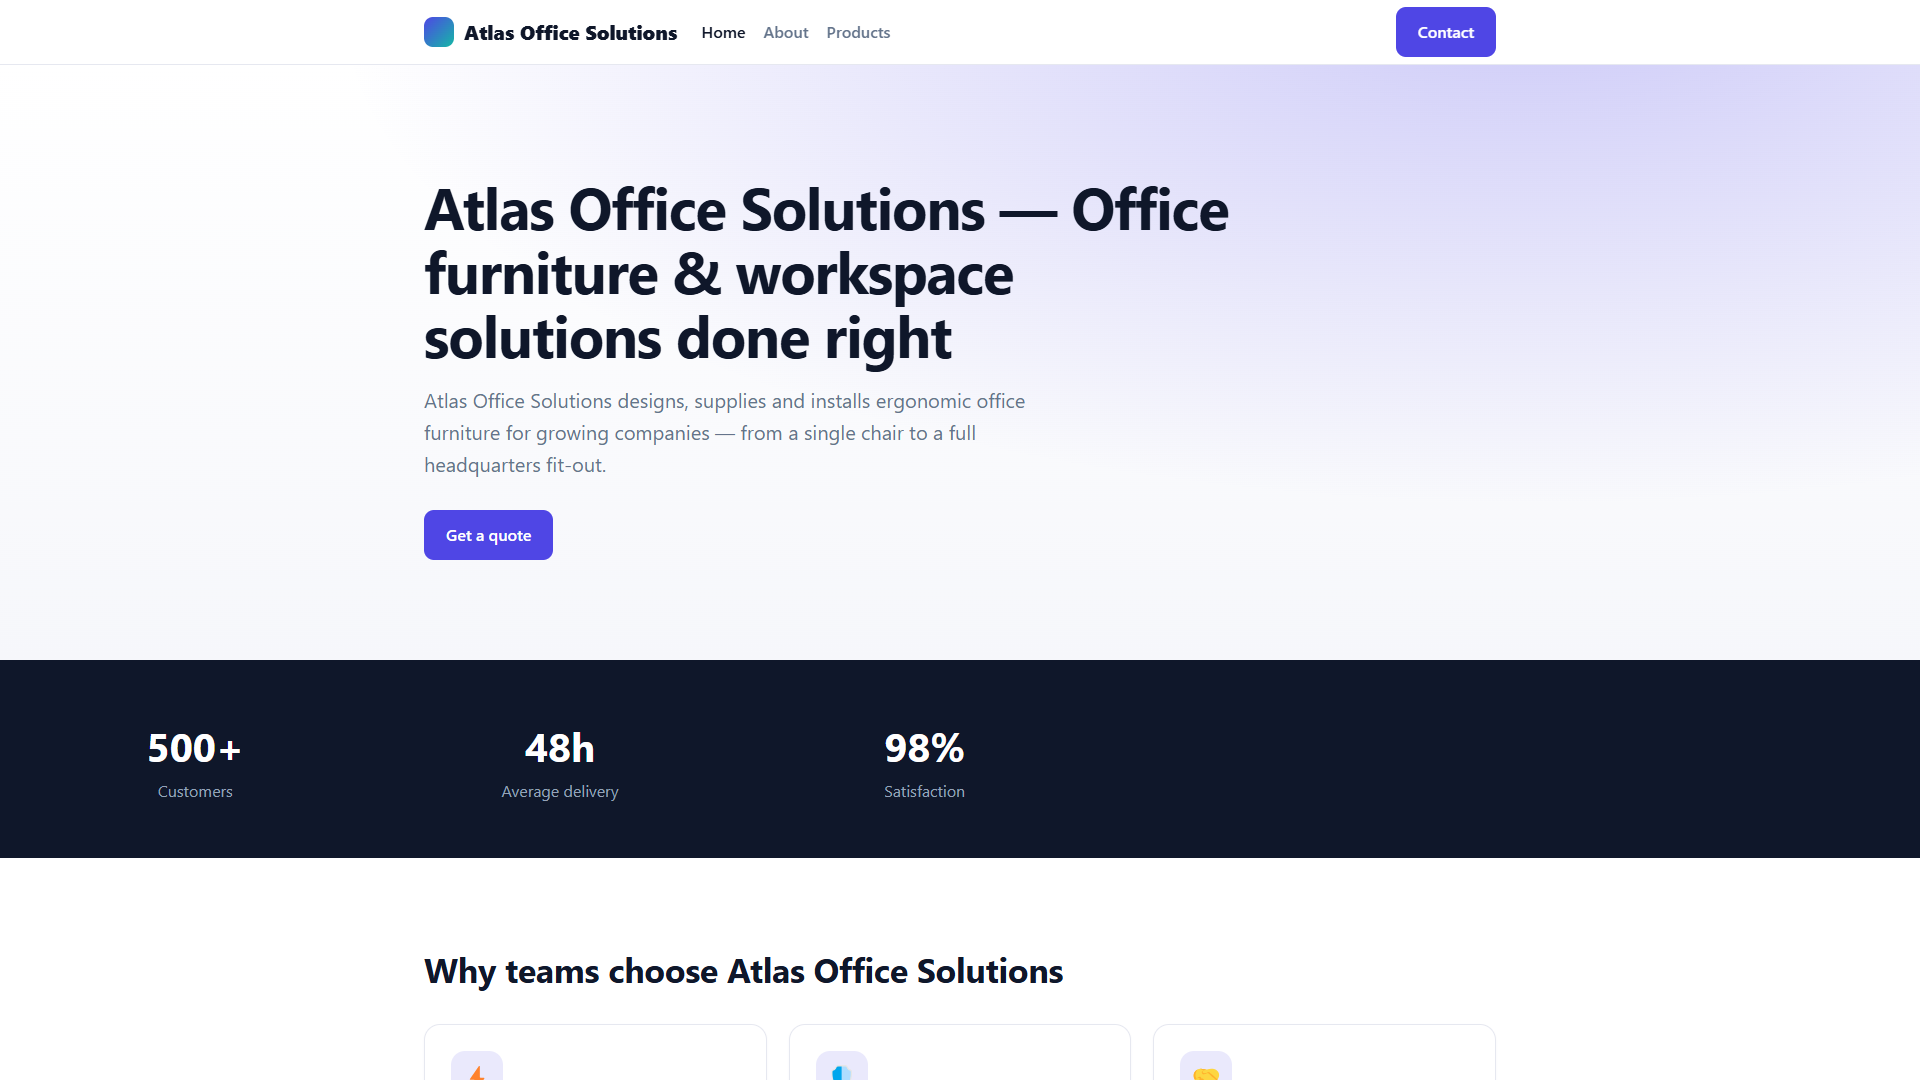 Atlas Office Solutions Home About Products Contact
Atlas Office Solutions — Office
furniture & workspace
solutions done right
Atlas Office Solutions designs, supplies and installs ergonomic office
furniture for growing companies — from a single chair to a full
headquarters fit-out.
Get a quote
500+ 48h 98%
Customers Average delivery Satisfaction
Why teams choose Atlas Office Solutions